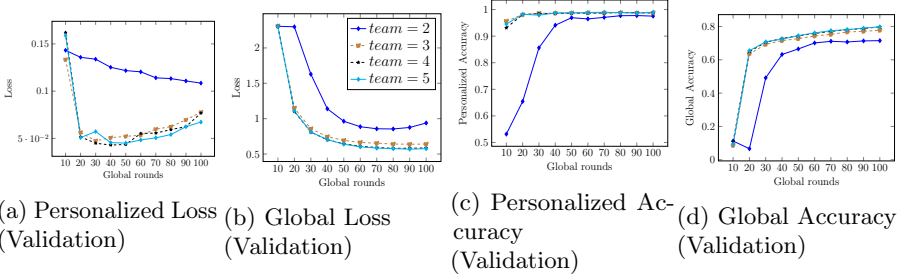 0.15
0.1
5·10⁻²
Loss
10 20 30 40 50 60 70 80 90 100
Global rounds
(a) Personalized Loss
(Validation)
2
1.5
1
0.5
Loss
team = 2
team = 3
team = 4
team = 5
10 20 30 40 50 60 70 80 90 100
Global rounds
(b) Global Loss
(Validation)
1
0.9
0.8
0.7
0.6
0.5
Personalized Accuracy
10 20 30 40 50 60 70 80 90 100
Global rounds
(c) Personalized Ac-
curacy
(Validation)
0.8
0.6
0.4
0.2
0
Global Accuracy
10 20 30 40 50 60 70 80 90 100
Global rounds
(d) Global Accuracy
(Validation)